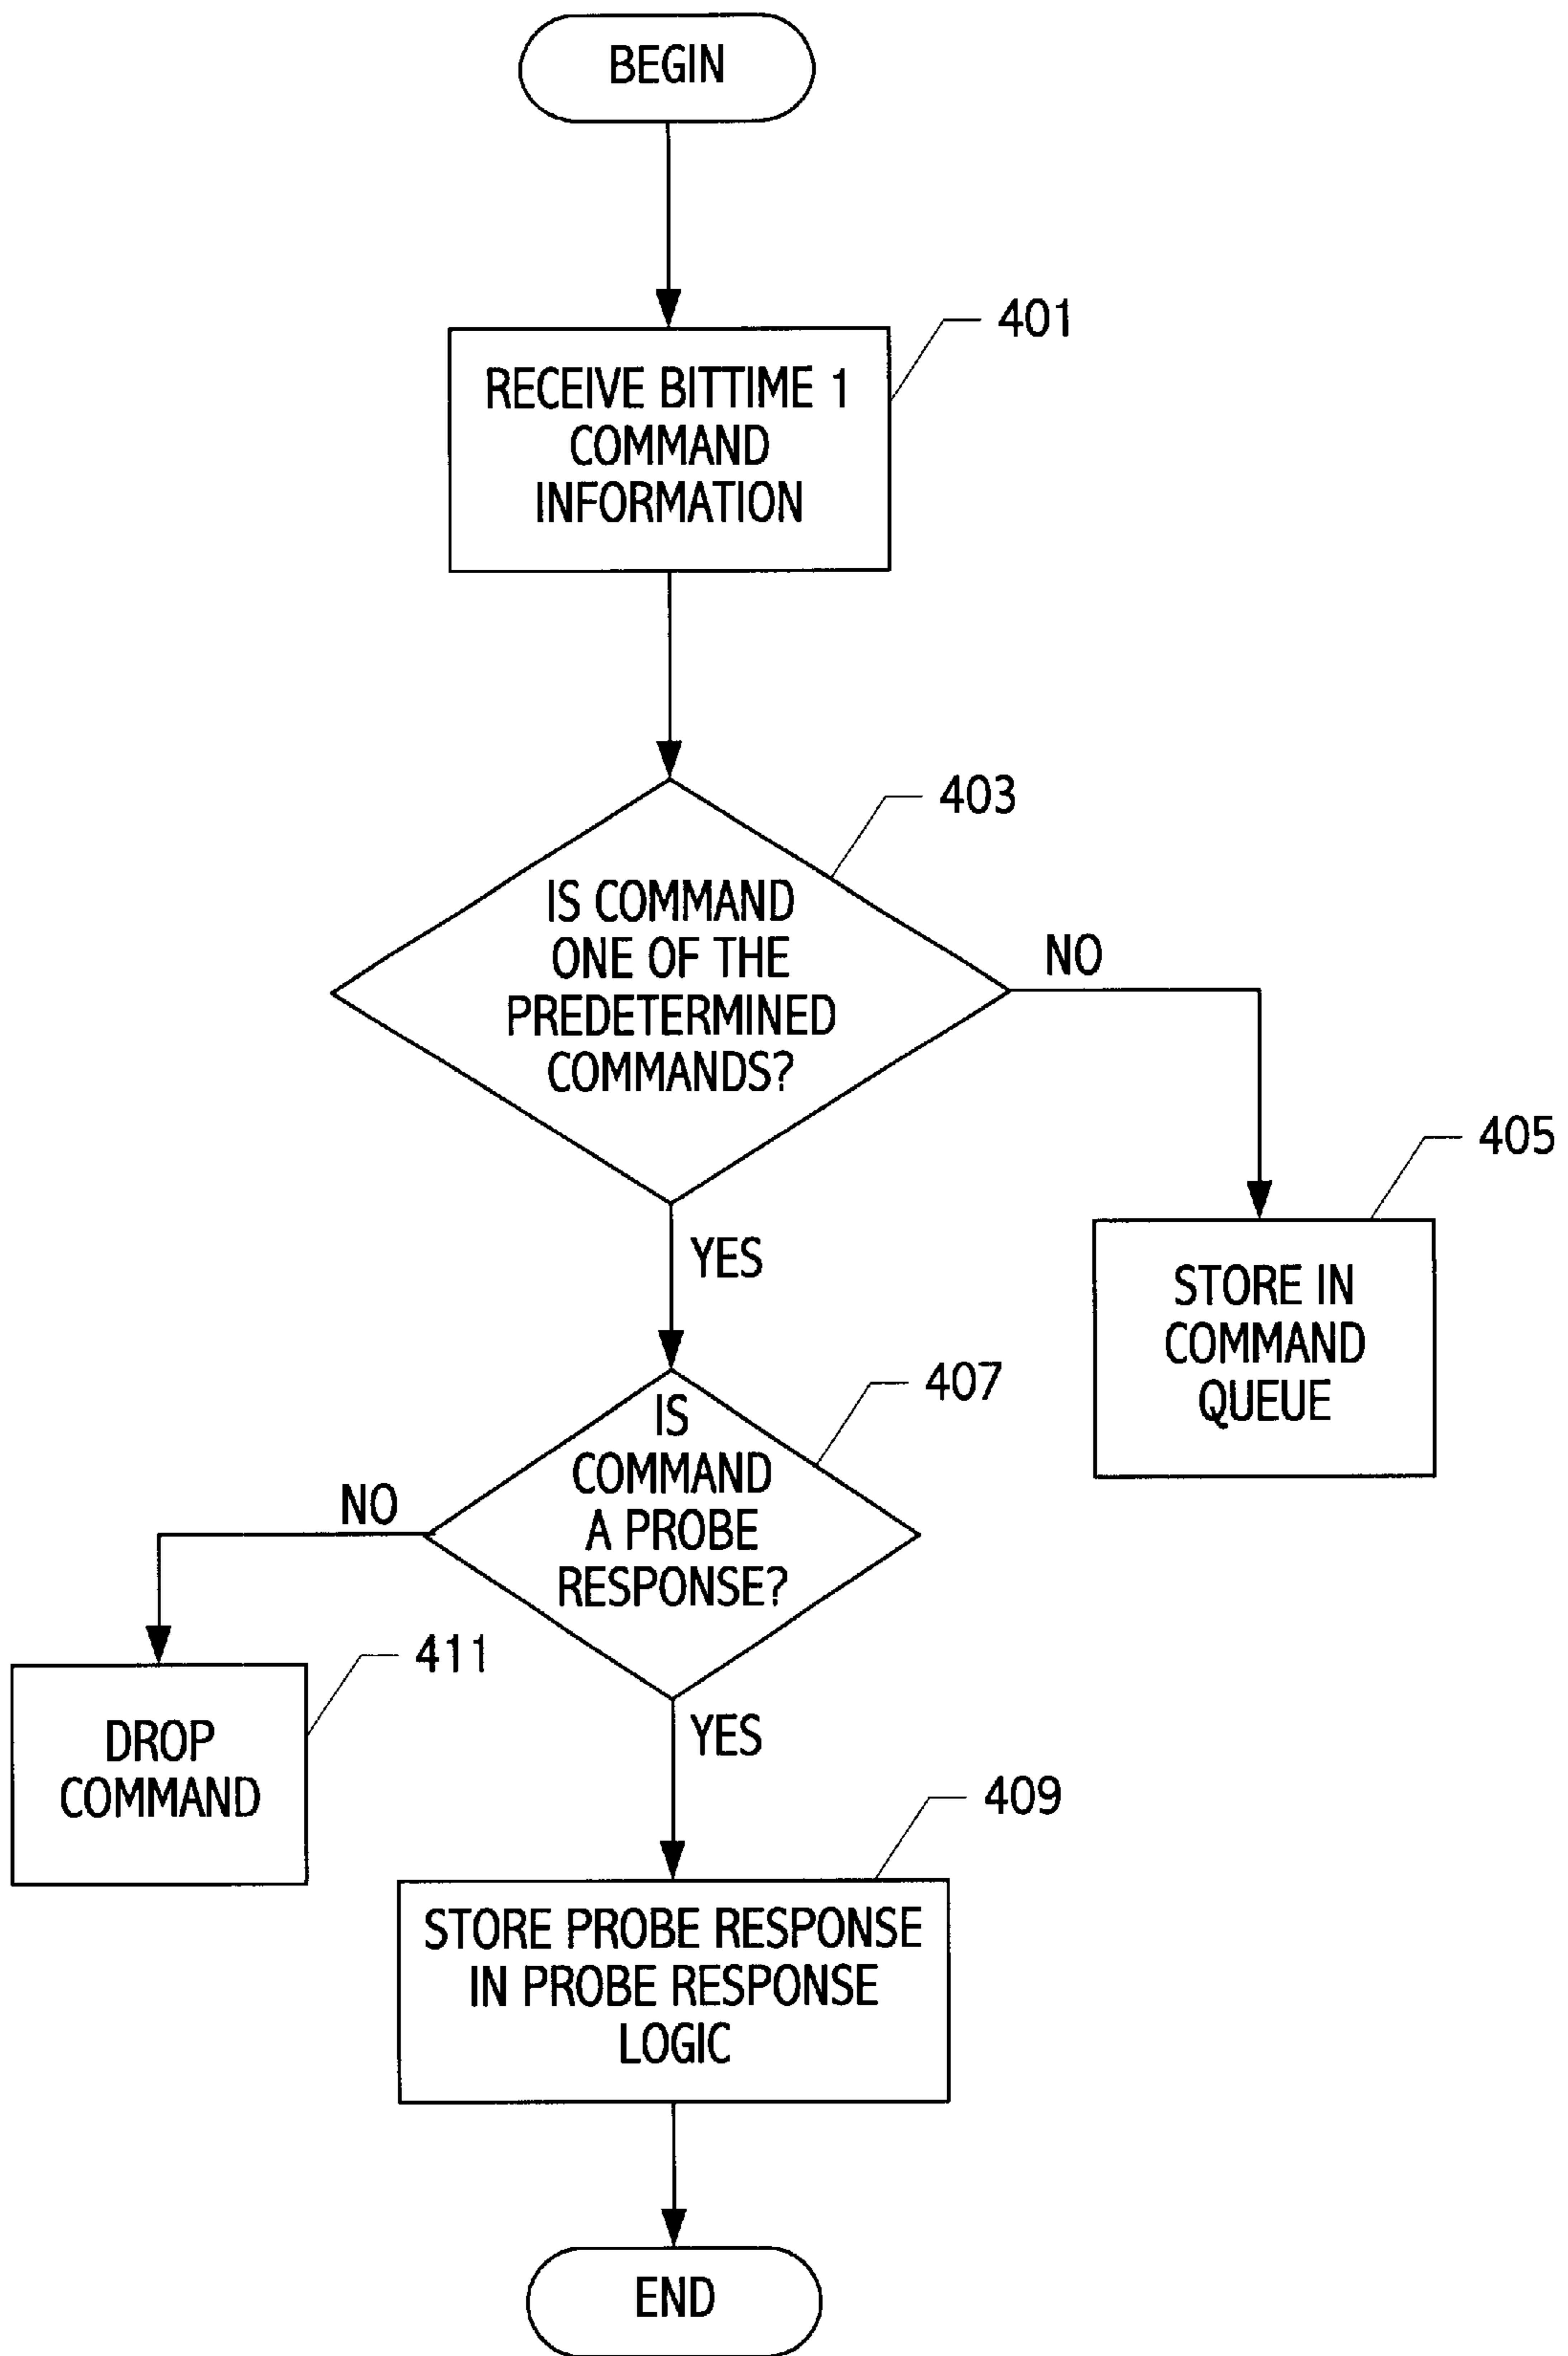 BEGIN
401
RECEIVE BITTIME 1
COMMAND
INFORMATION
403
IS COMMAND
ONE OF THE
PREDETERMINED
COMMANDS?
NO
405
STORE IN
COMMAND
QUEUE
YES
407
IS
COMMAND
A PROBE
RESPONSE?
NO
411
DROP
COMMAND
YES
409
STORE PROBE RESPONSE
IN PROBE RESPONSE
LOGIC
END